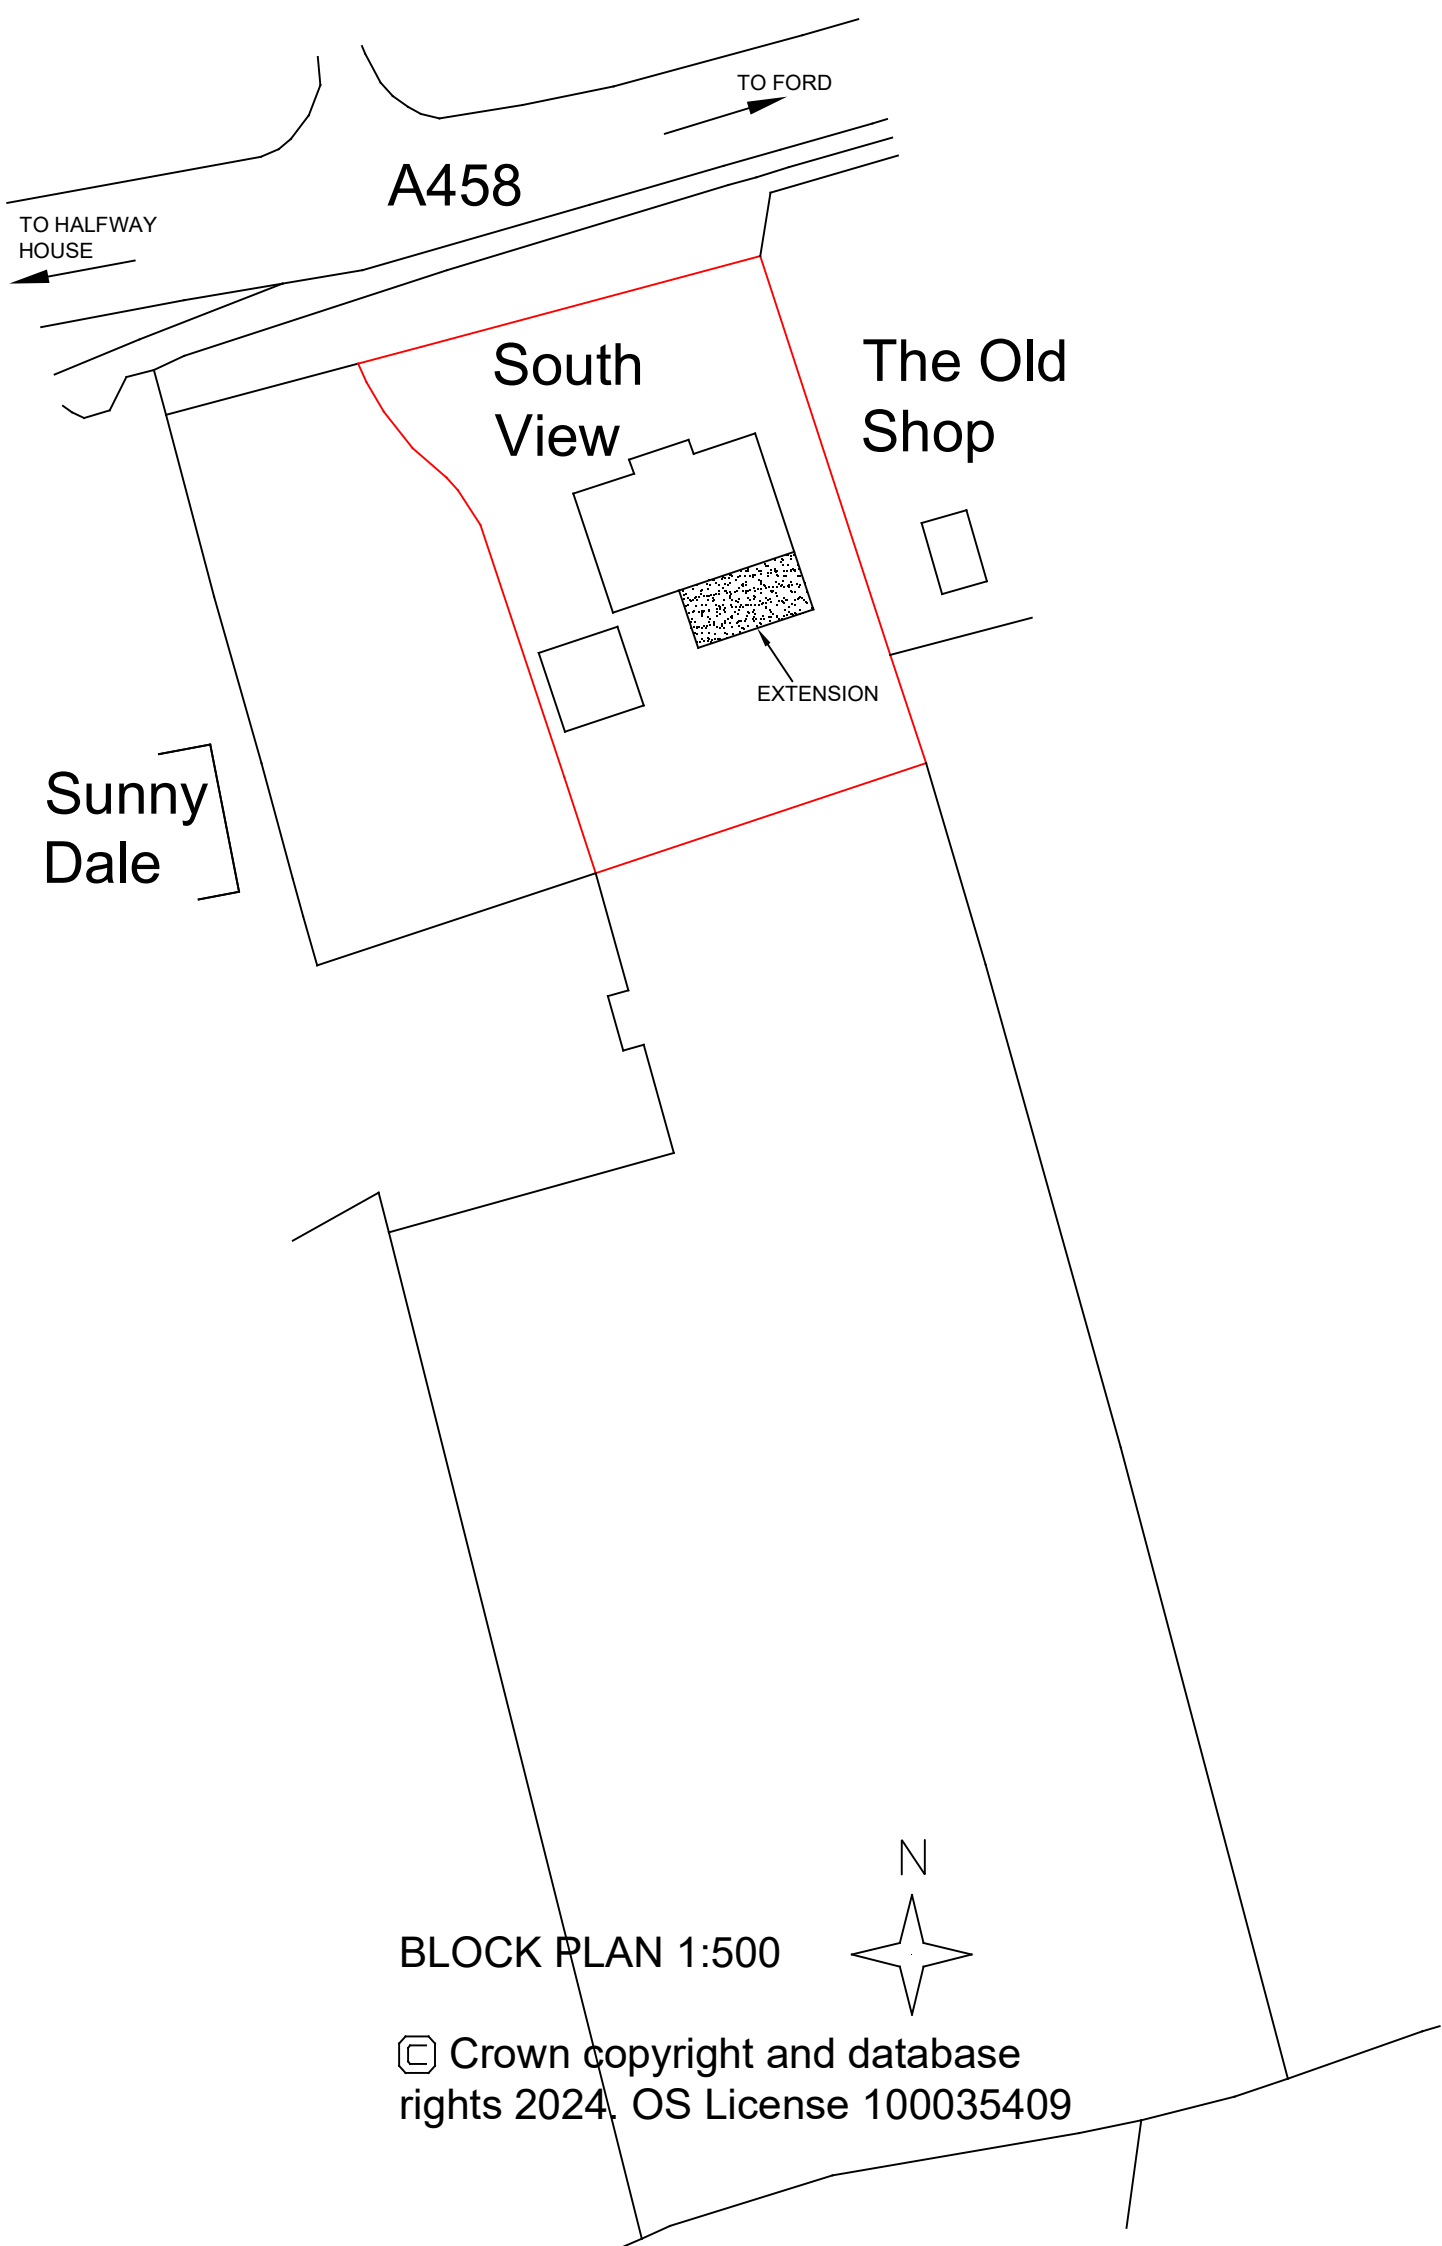 TO FORD
A458
TO HALFWAY
HOUSE
South
View
The Old
Shop
EXTENSION
Sunny
Dale
N
BLOCK PLAN 1:500
© Crown copyright and database
rights 2024. OS License 100035409